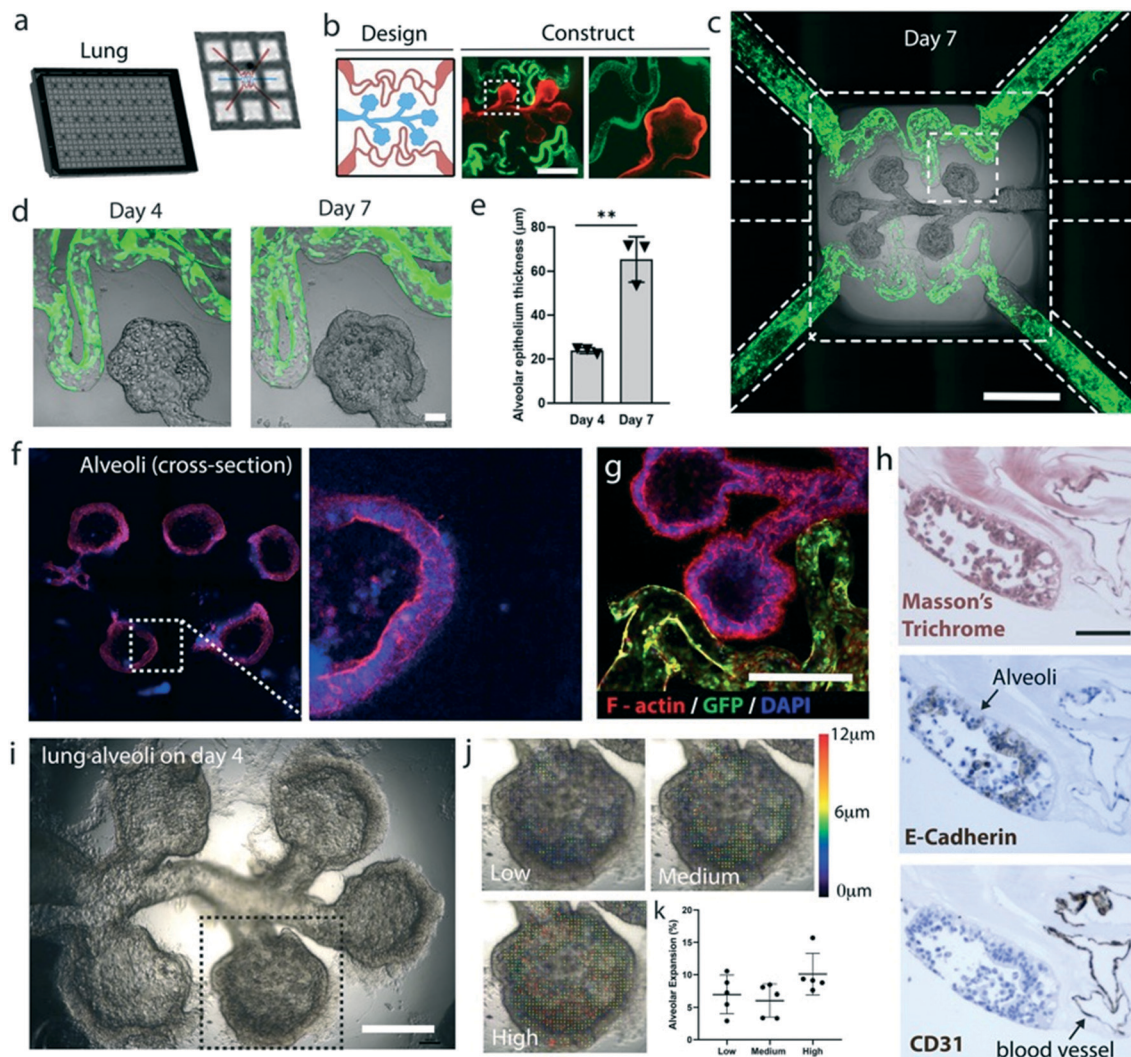 a
Lung
b
Design
Construct
c
Day 7
d
Day 4
Day 7
e
**
Alveolar epithelium thickness (μm)
80
60
40
20
0
Day 4
Day 7
f
Alveoli (cross-section)
g
F - actin / GFP / DAPI
h
Masson's
Trichrome
Alveoli
E-Cadherin
CD31
blood vessel
i
lung alveoli on day 4
j
Low
Medium
High
12μm
6μm
0μm
k
Alveolar Expansion (%)
20
15
10
5
0
Low
Medium
High